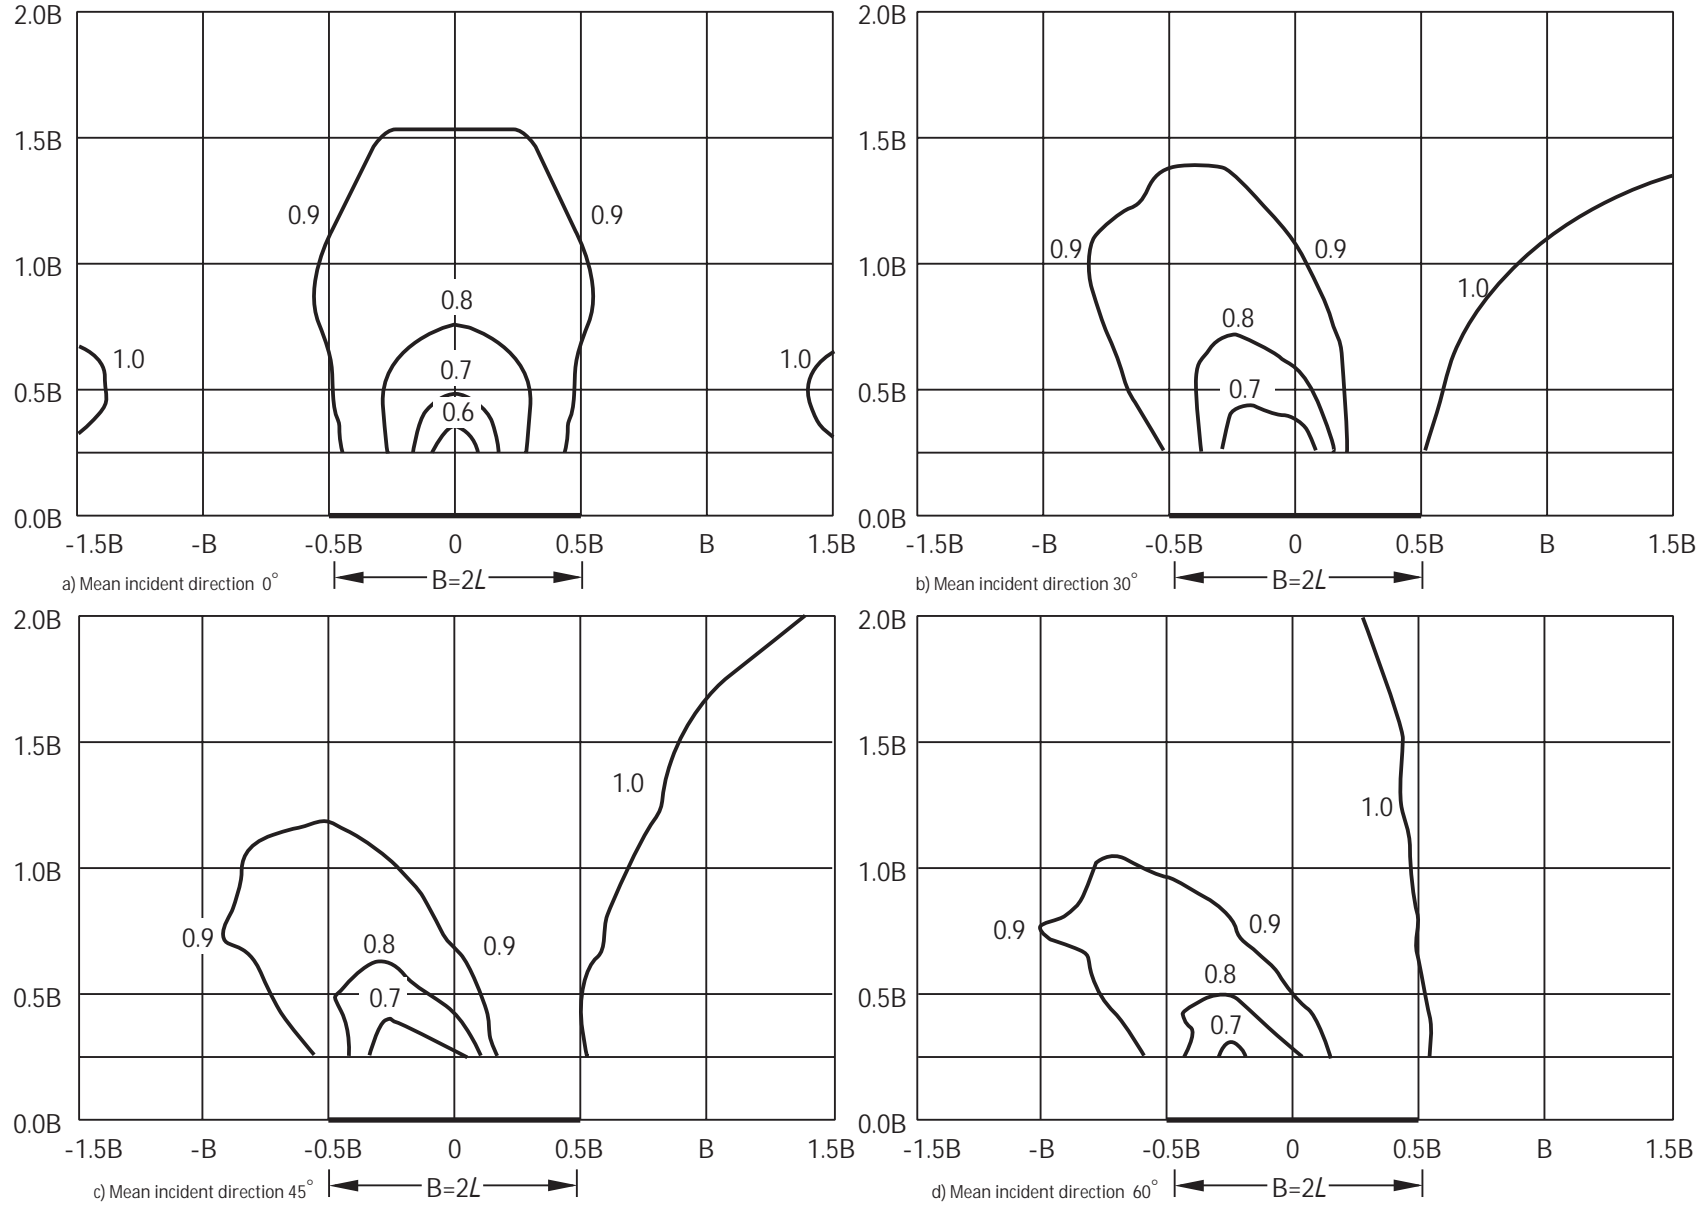 2.0B
1.5B
0.9 0.9
1.0B
0.8
1.0 0.7 1.0
0.5B
0.6
0.0B
-1.5B -B -0.5B 0 0.5B B 1.5B
a) Mean incident direction 0° B=2L
2.0B
1.5B
0.9 0.9
1.0B
1.0
0.8
0.5B 0.7
0.0B
-1.5B -B -0.5B 0 0.5B B 1.5B
b) Mean incident direction 30° B=2L
2.0B
1.5B
1.0
1.0B
0.9 0.8 0.9
0.5B 0.7
0.0B
-1.5B -B -0.5B 0 0.5B B 1.5B
c) Mean incident direction 45° B=2L
2.0B
1.5B
1.0
1.0B
0.9 0.9
0.8
0.5B
0.7
0.0B
-1.5B -B -0.5B 0 0.5B B 1.5B
d) Mean incident direction 60° B=2L